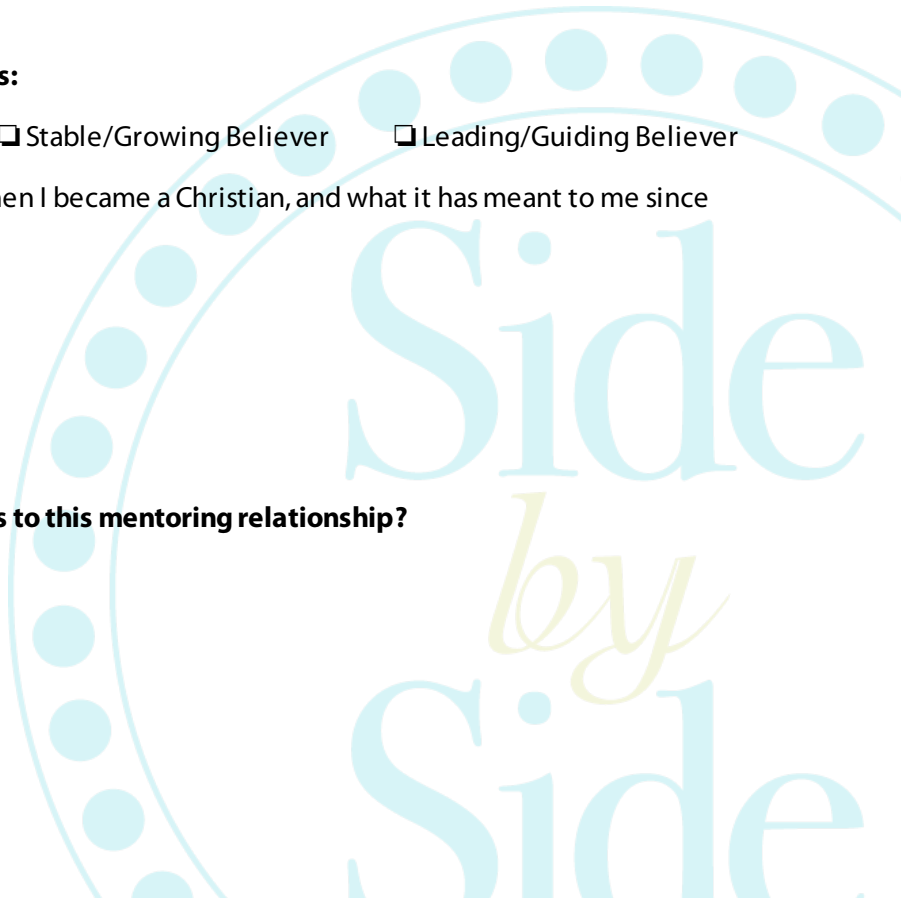 s:
❏ Stable/Growing Believer ❏ Leading/Guiding Believer
en I became a Christian, and what it has meant to me since
Side
s to this mentoring relationship?
by
Side